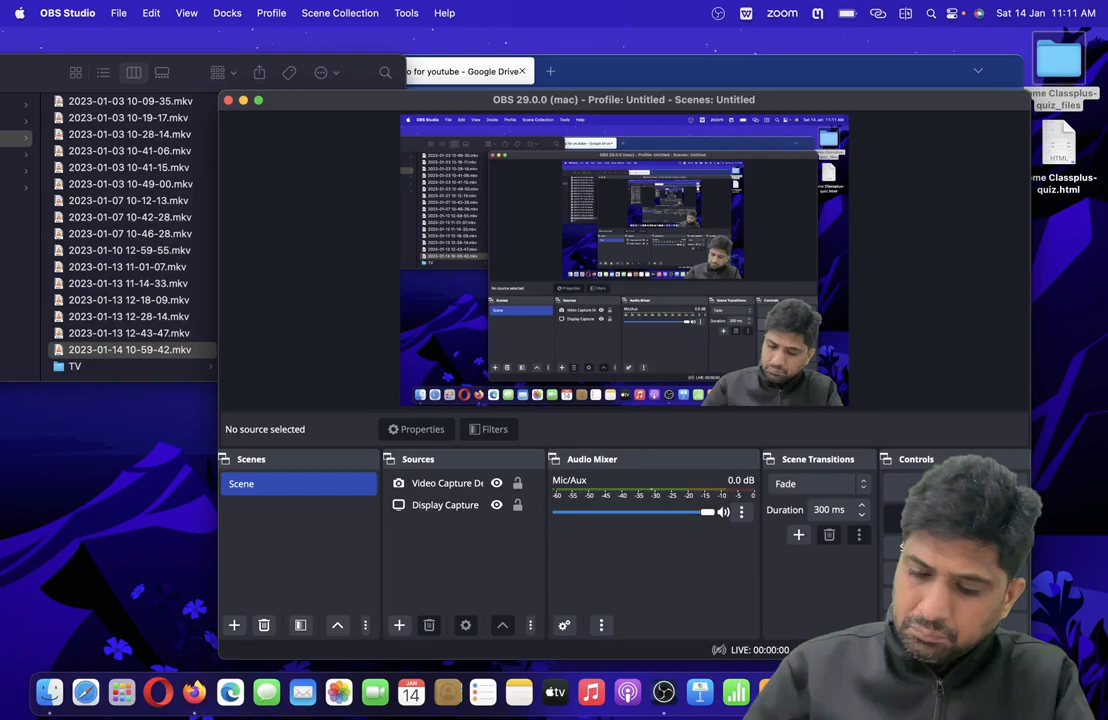 OBS Studio File Edit View Docks Profile Scene Collection Tools Help zoom Sat 14 Jan 11:11 AM
o for youtube - Google Drive
OBS 29.0.0 (mac) - Profile: Untitled - Scenes: Untitled
2023-01-03 10-09-35.mkv
2023-01-03 10-19-17.mkv
2023-01-03 10-28-14.mkv
2023-01-03 10-41-06.mkv
2023-01-03 10-41-15.mkv
2023-01-03 10-49-00.mkv
2023-01-07 10-12-13.mkv
2023-01-07 10-42-28.mkv
2023-01-07 10-46-28.mkv
2023-01-10 12-59-55.mkv
2023-01-13 11-01-07.mkv
2023-01-13 11-14-33.mkv
2023-01-13 12-18-09.mkv
2023-01-13 12-28-14.mkv
2023-01-13 12-43-47.mkv
2023-01-14 10-59-42.mkv
TV
me Classplus-
quiz_files
HTML
me Classplus-
quiz.html
No source selected Properties Filters
Scenes
Scene
Sources
Video Capture De
Display Capture
Audio Mixer
Mic/Aux 0.0 dB
-60 -55 -50 -45 -40 -35 -30 -25 -20 -15 -10 -5 0
Scene Transitions
Fade
Duration 300 ms
Controls
LIVE: 00:00:00
JAN
14
tv